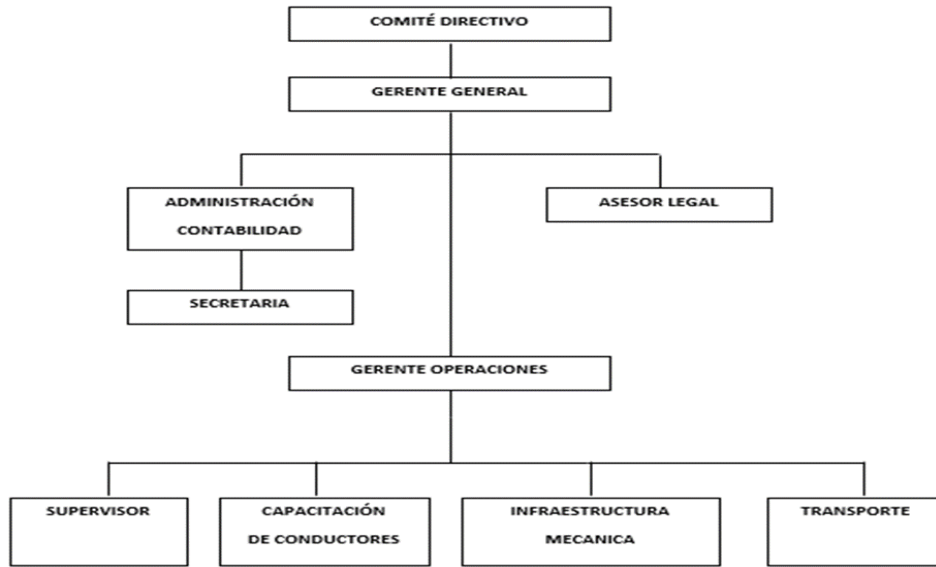 COMITÉ DIRECTIVO
GERENTE GENERAL
ADMINISTRACIÓN
CONTABILIDAD
ASESOR LEGAL
SECRETARIA
GERENTE OPERACIONES
SUPERVISOR
CAPACITACIÓN
DE CONDUCTORES
INFRAESTRUCTURA
MECANICA
TRANSPORTE